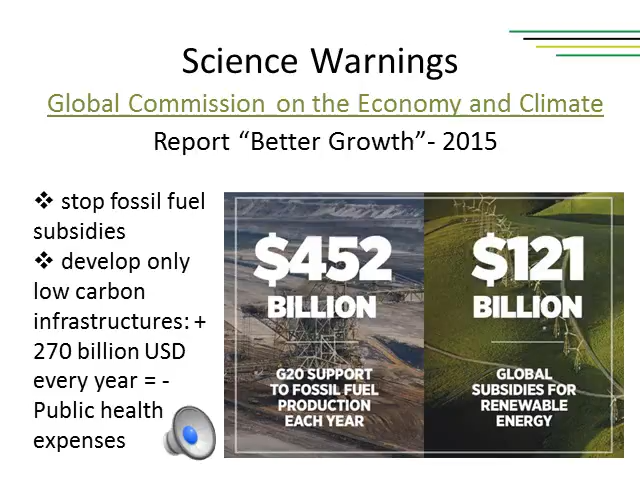 Science Warnings
Global Commission on the Economy and Climate
Report “Better Growth”- 2015
❖ stop fossil fuel
subsidies
❖ develop only
low carbon
infrastructures: +
270 billion USD
every year = -
Public health
expenses
$452
BILLION
G20 SUPPORT
TO FOSSIL FUEL
PRODUCTION
EACH YEAR
$121
BILLION
GLOBAL
SUBSIDIES FOR
RENEWABLE
ENERGY